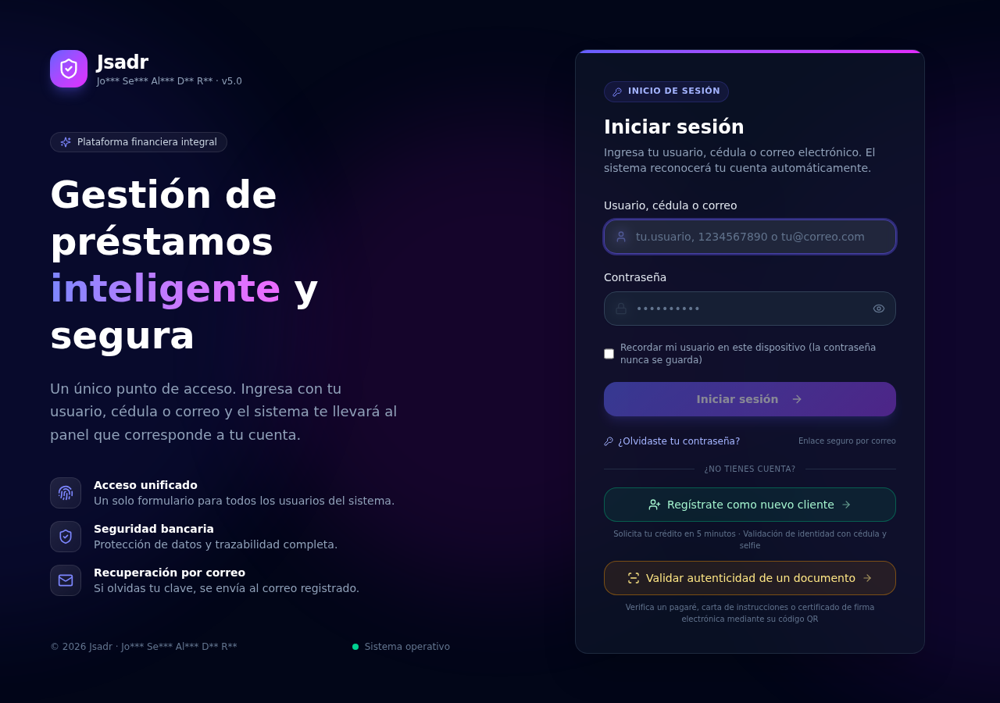 Jsadr
Jo*** Se*** Al*** D** R** · v5.0
Plataforma financiera integral
Gestión de
préstamos
inteligente y
segura
Un único punto de acceso. Ingresa con tu
usuario, cédula o correo y el sistema te llevará al
panel que corresponde a tu cuenta.
Acceso unificado
Un solo formulario para todos los usuarios del sistema.
Seguridad bancaria
Protección de datos y trazabilidad completa.
Recuperación por correo
Si olvidas tu clave, se envía al correo registrado.
© 2026 Jsadr · Jo*** Se*** Al*** D** R**
Sistema operativo
INICIO DE SESIÓN
Iniciar sesión
Ingresa tu usuario, cédula o correo electrónico. El
sistema reconocerá tu cuenta automáticamente.
Usuario, cédula o correo
tu.usuario, 1234567890 o tu@correo.com
Contraseña
••••••••••
Recordar mi usuario en este dispositivo (la contraseña
nunca se guarda)
Iniciar sesión →
¿Olvidaste tu contraseña?
Enlace seguro por correo
¿NO TIENES CUENTA?
Regístrate como nuevo cliente →
Solicita tu crédito en 5 minutos · Validación de identidad con cédula y
selfie
Validar autenticidad de un documento →
Verifica un pagaré, carta de instrucciones o certificado de firma
electrónica mediante su código QR